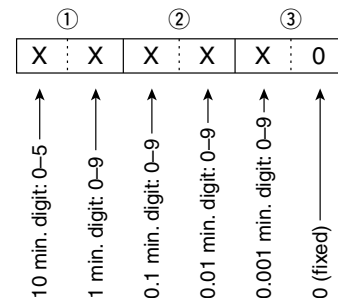 ① ② ③
X X X X X 0
10 min. digit: 0–5
1 min. digit: 0–9
0.1 min. digit: 0–9
0.01 min. digit: 0–9
0.001 min. digit: 0–9
0 (fixed)